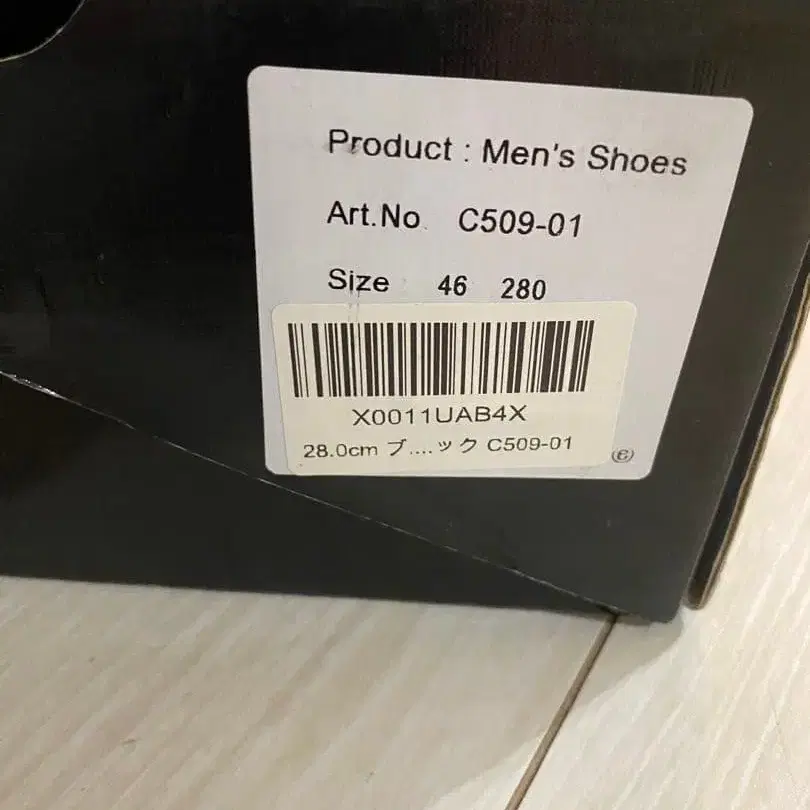 Product : Men's Shoes
Art.No. C509-01
Size : 46 280
X0011UAB4X
28.0cm ブ....ック C509-01